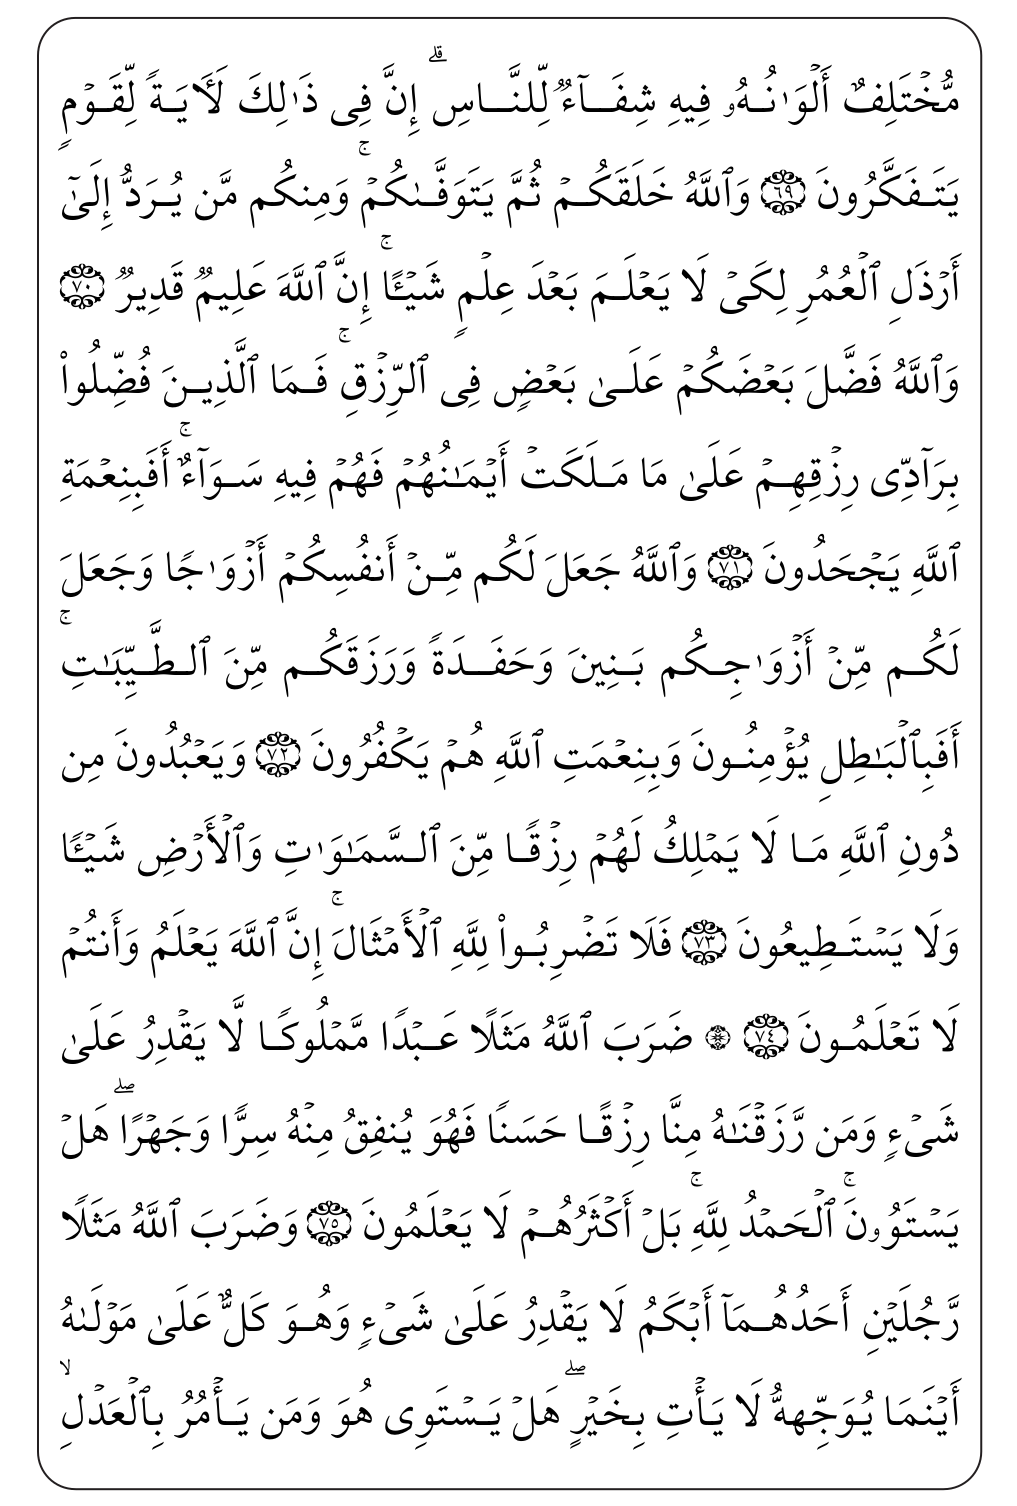 مُّخْتَلِفٌ أَلْوَٰنُهُۥ فِيهِ شِفَآءٌ لِّلنَّاسِ ۗ إِنَّ فِى ذَٰلِكَ لَـَٔايَةً لِّقَوْمٍ
يَتَفَكَّرُونَ ٦٩ وَٱللَّهُ خَلَقَكُمْ ثُمَّ يَتَوَفَّىٰكُمْ ۚ وَمِنكُم مَّن يُرَدُّ إِلَىٰٓ
أَرْذَلِ ٱلْعُمُرِ لِكَىْ لَا يَعْلَمَ بَعْدَ عِلْمٍ شَيْـًٔا ۚ إِنَّ ٱللَّهَ عَلِيمٌ قَدِيرٌ ٧٠
وَٱللَّهُ فَضَّلَ بَعْضَكُمْ عَلَىٰ بَعْضٍ فِى ٱلرِّزْقِ ۚ فَمَا ٱلَّذِينَ فُضِّلُوا۟
بِرَآدِّى رِزْقِهِمْ عَلَىٰ مَا مَلَكَتْ أَيْمَـٰنُهُمْ فَهُمْ فِيهِ سَوَآءٌ ۚ أَفَبِنِعْمَةِ
ٱللَّهِ يَجْحَدُونَ ٧١ وَٱللَّهُ جَعَلَ لَكُم مِّنْ أَنفُسِكُمْ أَزْوَٰجًا وَجَعَلَ
لَكُم مِّنْ أَزْوَٰجِكُم بَنِينَ وَحَفَدَةً وَرَزَقَكُم مِّنَ ٱلطَّيِّبَـٰتِ ۚ
أَفَبِٱلْبَـٰطِلِ يُؤْمِنُونَ وَبِنِعْمَتِ ٱللَّهِ هُمْ يَكْفُرُونَ ٧٢ وَيَعْبُدُونَ مِن
دُونِ ٱللَّهِ مَا لَا يَمْلِكُ لَهُمْ رِزْقًا مِّنَ ٱلسَّمَـٰوَٰتِ وَٱلْأَرْضِ شَيْـًٔا
وَلَا يَسْتَطِيعُونَ ٧٣ فَلَا تَضْرِبُوا۟ لِلَّهِ ٱلْأَمْثَالَ ۚ إِنَّ ٱللَّهَ يَعْلَمُ وَأَنتُمْ
لَا تَعْلَمُونَ ٧٤ ۞ ضَرَبَ ٱللَّهُ مَثَلًا عَبْدًا مَّمْلُوكًا لَّا يَقْدِرُ عَلَىٰ
شَىْءٍ وَمَن رَّزَقْنَـٰهُ مِنَّا رِزْقًا حَسَنًا فَهُوَ يُنفِقُ مِنْهُ سِرًّا وَجَهْرًا ۖ هَلْ
يَسْتَوُۥنَ ۚ ٱلْحَمْدُ لِلَّهِ ۚ بَلْ أَكْثَرُهُمْ لَا يَعْلَمُونَ ٧٥ وَضَرَبَ ٱللَّهُ مَثَلًا
رَّجُلَيْنِ أَحَدُهُمَآ أَبْكَمُ لَا يَقْدِرُ عَلَىٰ شَىْءٍ وَهُوَ كَلٌّ عَلَىٰ مَوْلَىٰهُ
أَيْنَمَا يُوَجِّههُّ لَا يَأْتِ بِخَيْرٍ ۖ هَلْ يَسْتَوِى هُوَ وَمَن يَأْمُرُ بِٱلْعَدْلِ ۙ